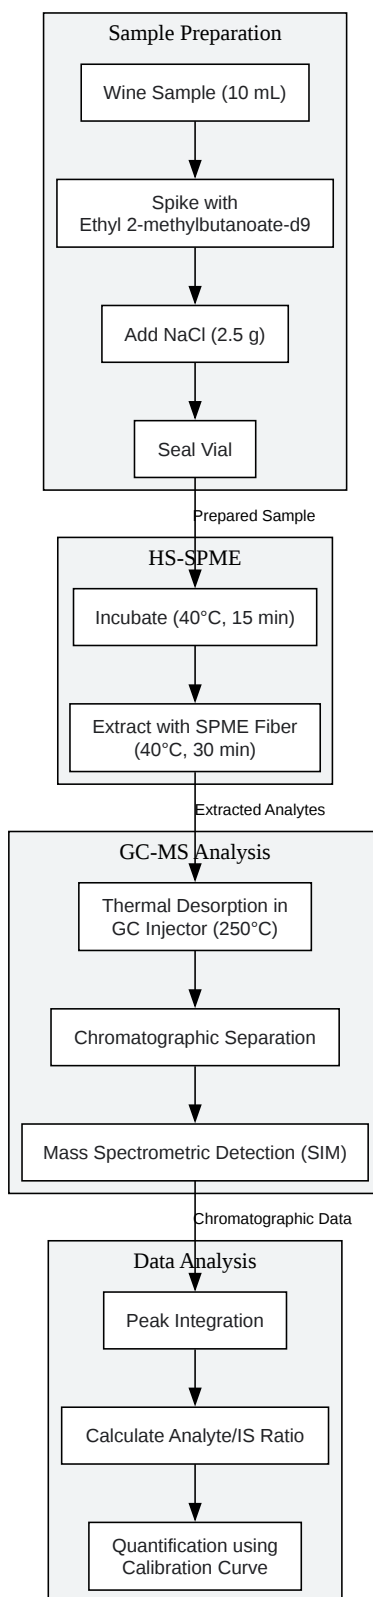 Sample Preparation
Wine Sample (10 mL)
Spike with
Ethyl 2-methylbutanoate-d9
Add NaCl (2.5 g)
Seal Vial
Prepared Sample
HS-SPME
Incubate (40°C, 15 min)
Extract with SPME Fiber
(40°C, 30 min)
Extracted Analytes
GC-MS Analysis
Thermal Desorption in
GC Injector (250°C)
Chromatographic Separation
Mass Spectrometric Detection (SIM)
Chromatographic Data
Data Analysis
Peak Integration
Calculate Analyte/IS Ratio
Quantification using
Calibration Curve